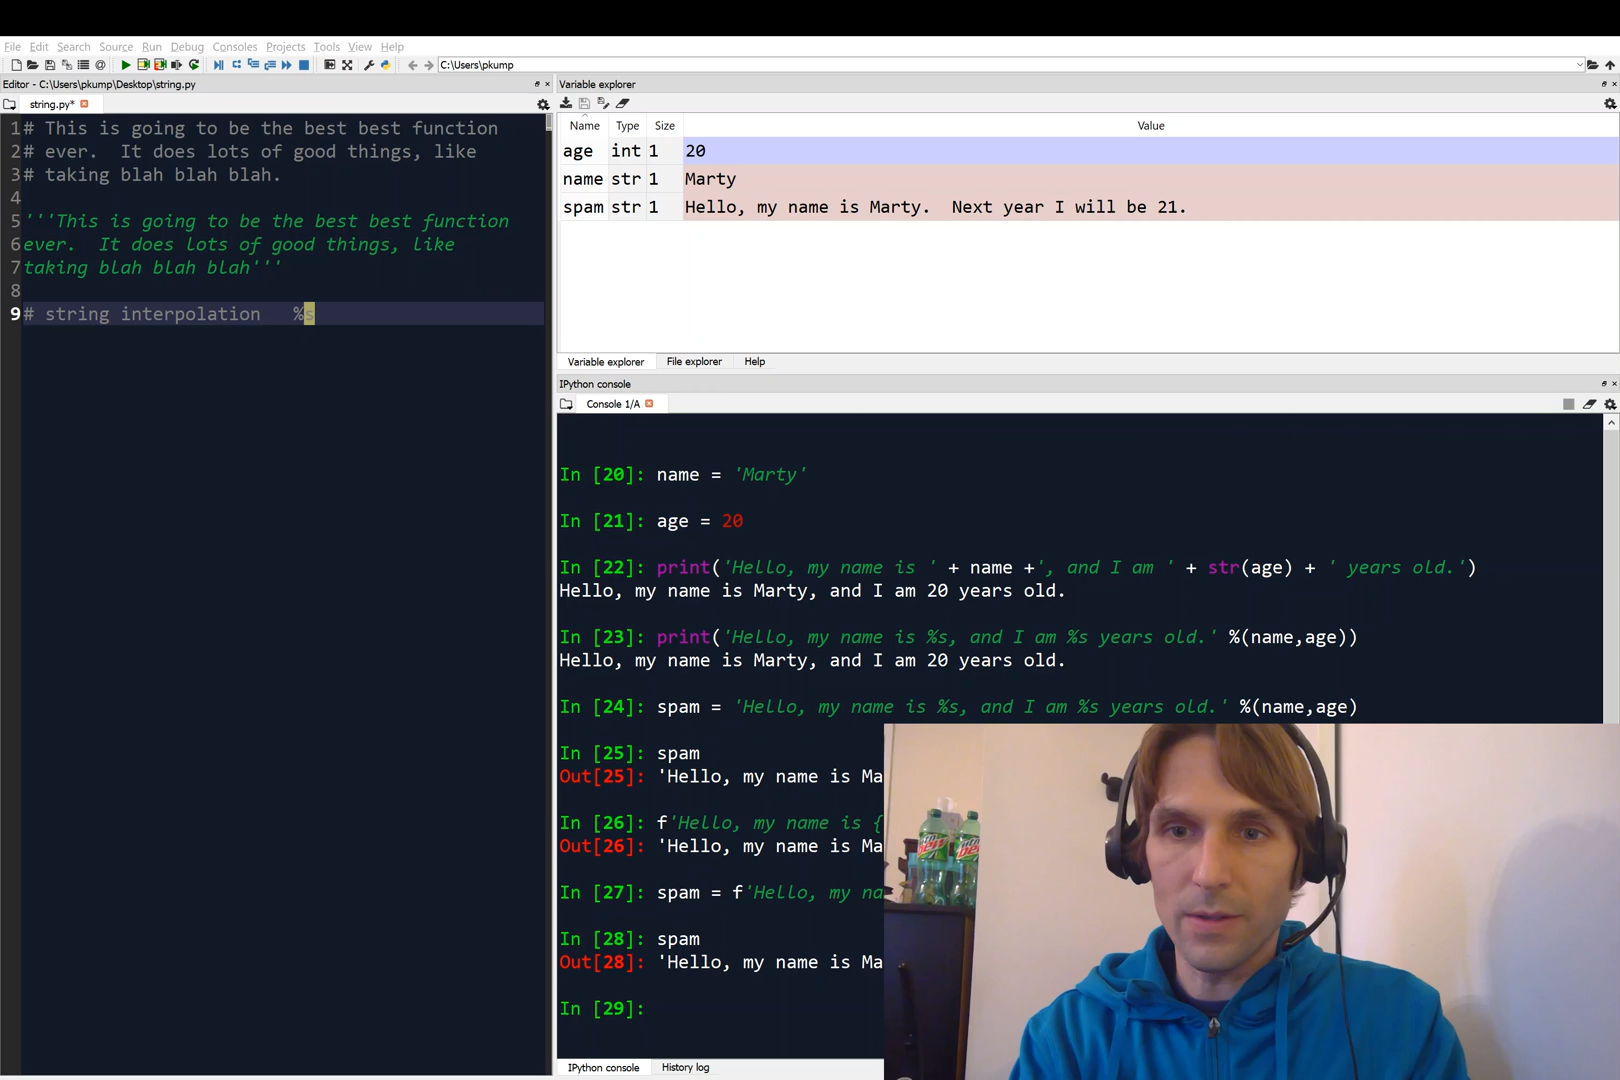 File Edit Search Source Run Debug Consoles Projects Tools View Help
C:\Users\pkump
Editor - C:\Users\pkump\Desktop\string.py
string.py*
1# This is going to be the best best function
2# ever.  It does lots of good things, like
3# taking blah blah blah.
4
5'''This is going to be the best best function
6ever.  It does lots of good things, like
7taking blah blah blah'''
8
9# string interpolation   %s
Variable explorer
Name Type Size Value
age int 1 20
name str 1 Marty
spam str 1 Hello, my name is Marty.  Next year I will be 21.
Variable explorer File explorer Help
IPython console
Console 1/A
In [20]: name = 'Marty'
In [21]: age = 20
In [22]: print('Hello, my name is ' + name +', and I am ' + str(age) + ' years old.')
Hello, my name is Marty, and I am 20 years old.
In [23]: print('Hello, my name is %s, and I am %s years old.' %(name,age))
Hello, my name is Marty, and I am 20 years old.
In [24]: spam = 'Hello, my name is %s, and I am %s years old.' %(name,age)
In [25]: spam
Out[25]: 'Hello, my name is Ma
In [26]: f'Hello, my name is {
Out[26]: 'Hello, my name is Ma
In [27]: spam = f'Hello, my na
In [28]: spam
Out[28]: 'Hello, my name is Ma
In [29]:
IPython console History log